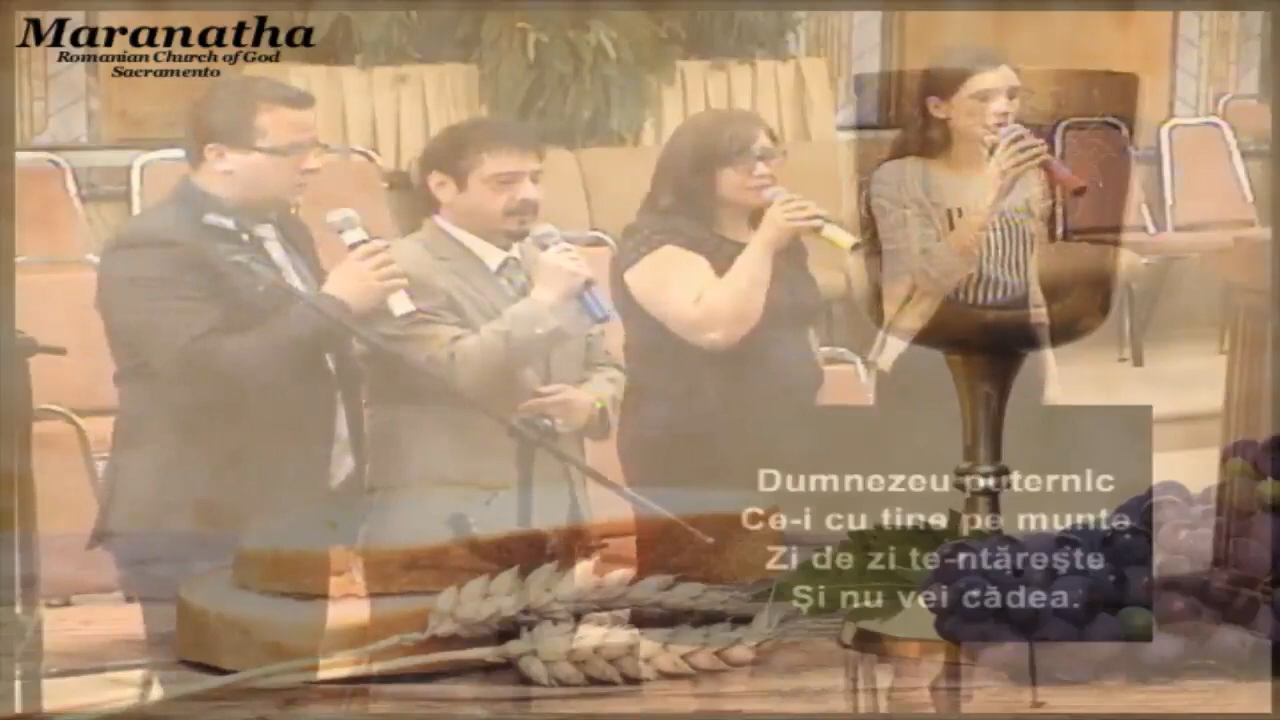 Maranatha
Romanian Church of God
Sacramento
Dumnezeu puternic
Ce-i cu tine pe munte
Zi de zi te-ntărește
Și nu vei cădea.